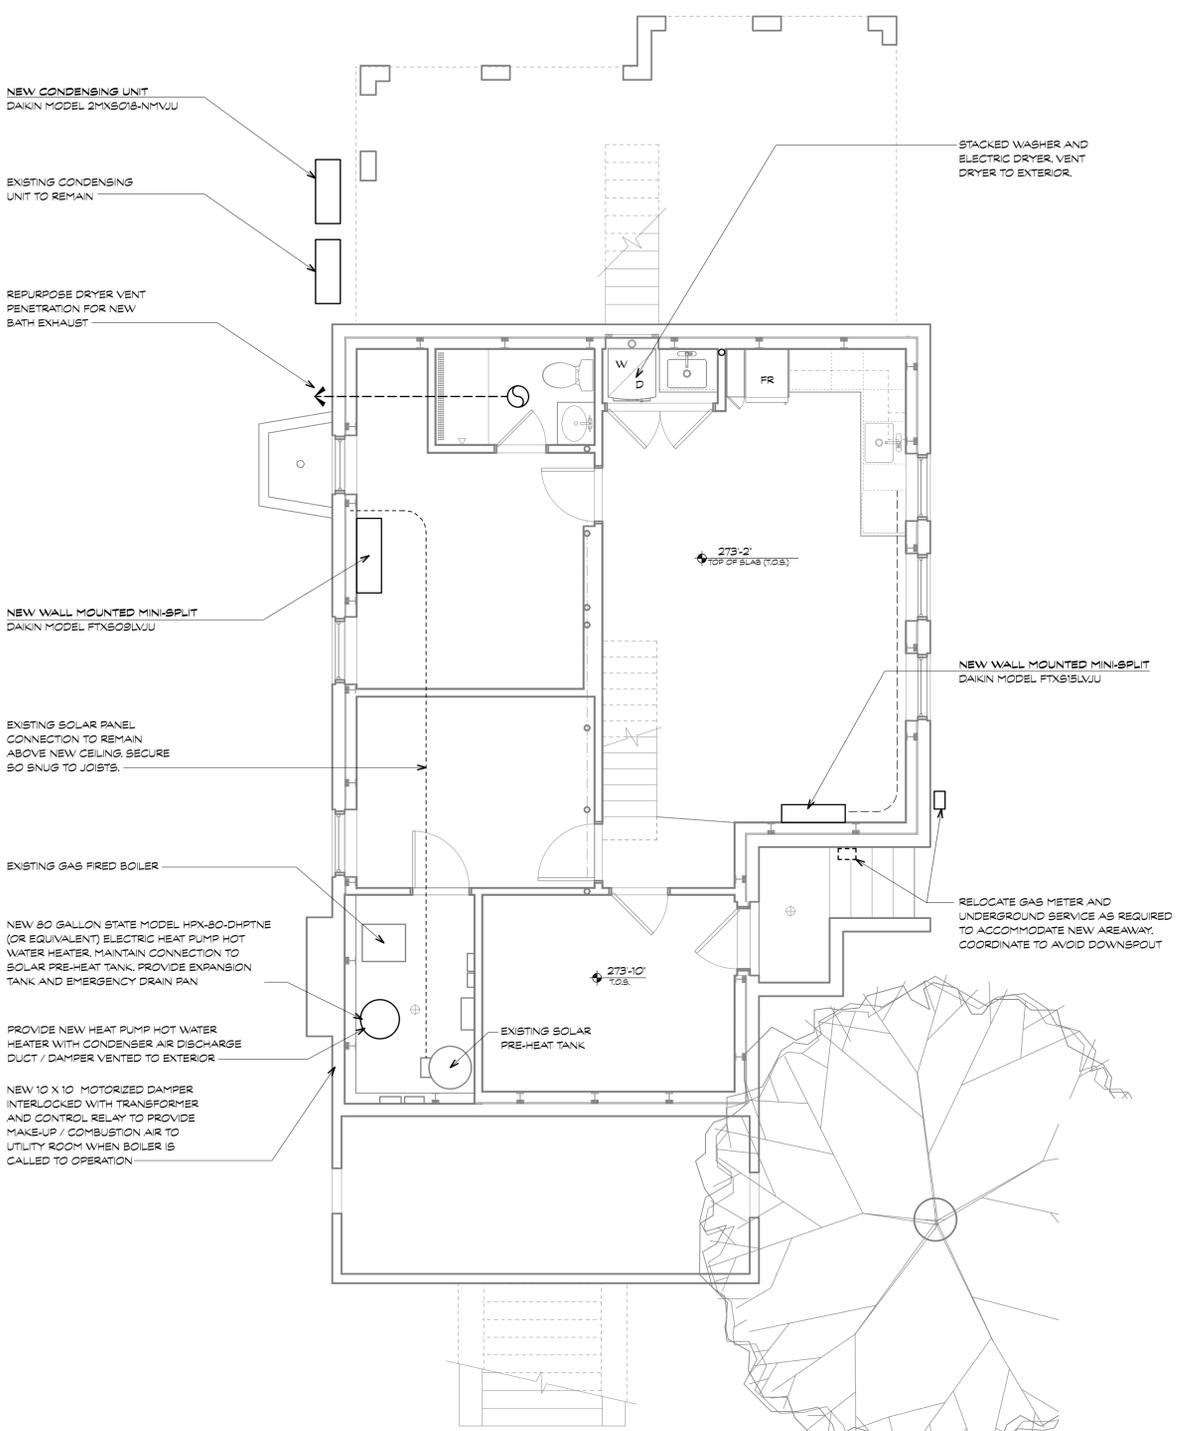 NEW CONDENSING UNIT
DAIKIN MODEL 2MXS018-NMVJU
EXISTING CONDENSING
UNIT TO REMAIN
REPURPOSE DRYER VENT
PENETRATION FOR NEW
BATH EXHAUST
STACKED WASHER AND
ELECTRIC DRYER, VENT
DRYER TO EXTERIOR.
W
D
FR
273'-2"
TOP OF SLAB (T.O.S.)
NEW WALL MOUNTED MINI-SPLIT
DAIKIN MODEL FTXS09LVJU
NEW WALL MOUNTED MINI-SPLIT
DAIKIN MODEL FTXS15LVJU
EXISTING SOLAR PANEL
CONNECTION TO REMAIN
ABOVE NEW CEILING. SECURE
SO SNUG TO JOISTS.
EXISTING GAS FIRED BOILER
RELOCATE GAS METER AND
UNDERGROUND SERVICE AS REQUIRED
TO ACCOMMODATE NEW AREAWAY.
COORDINATE TO AVOID DOWNSPOUT
NEW 80 GALLON STATE MODEL HPX-80-DHPTNE
(OR EQUIVALENT) ELECTRIC HEAT PUMP HOT
WATER HEATER. MAINTAIN CONNECTION TO
SOLAR PRE-HEAT TANK. PROVIDE EXPANSION
TANK AND EMERGENCY DRAIN PAN
273'-10"
T.O.S.
PROVIDE NEW HEAT PUMP HOT WATER
HEATER WITH CONDENSER AIR DISCHARGE
DUCT / DAMPER VENTED TO EXTERIOR
EXISTING SOLAR
PRE-HEAT TANK
NEW 10 X 10 MOTORIZED DAMPER
INTERLOCKED WITH TRANSFORMER
AND CONTROL RELAY TO PROVIDE
MAKE-UP / COMBUSTION AIR TO
UTILITY ROOM WHEN BOILER IS
CALLED TO OPERATION